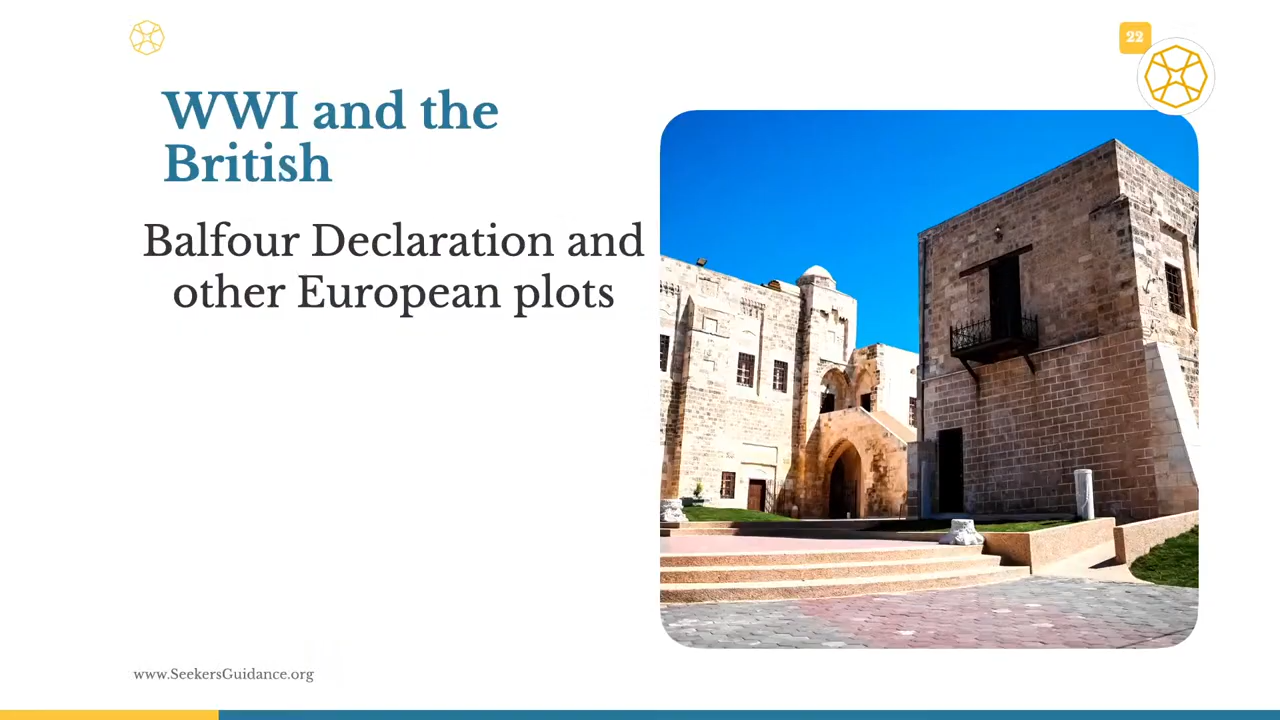 22
WWI and the
British
Balfour Declaration and
other European plots
www.SeekersGuidance.org